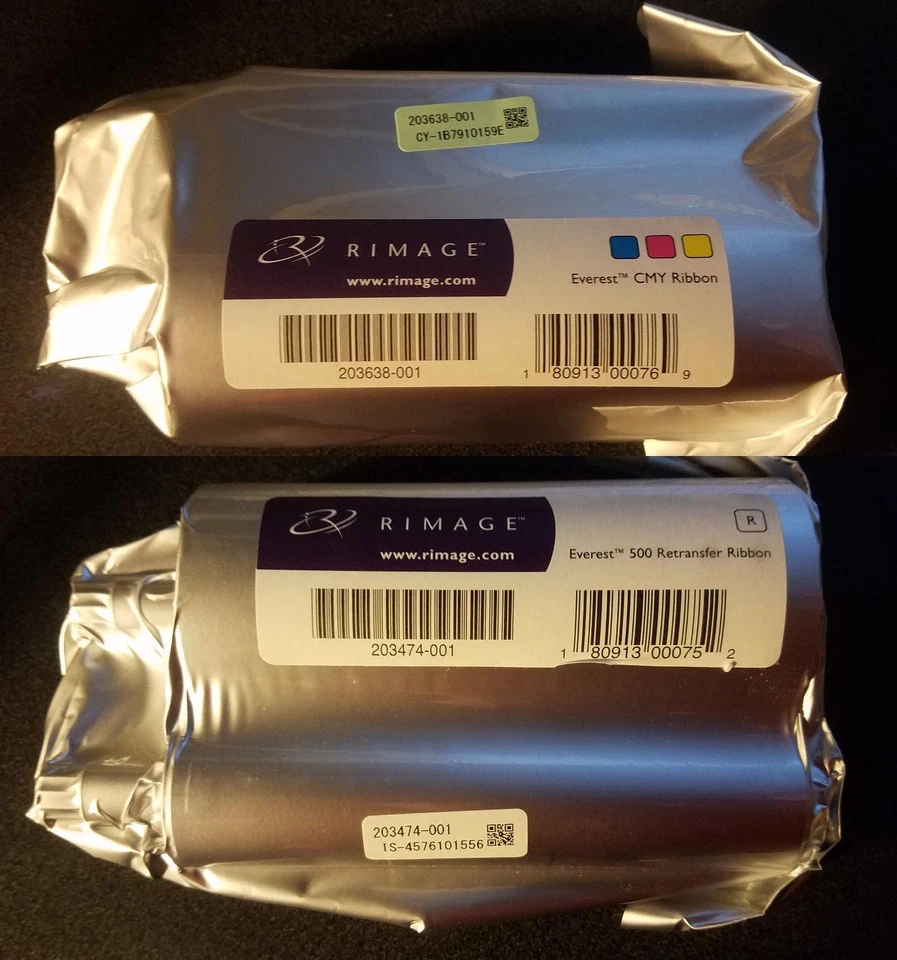 203638-001
CY-1B7910159E
RIMAGE™
www.rimage.com
Everest™ CMY Ribbon
203638-001
1 80913 00076 9
RIMAGE™
www.rimage.com
R
Everest™ 500 Retransfer Ribbon
203474-001
1 80913 00075 2
203474-001
IS-4576101556